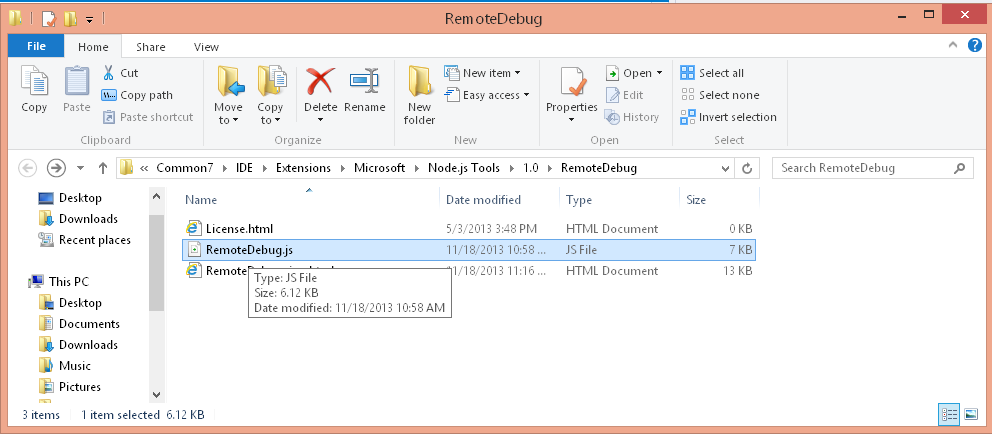 RemoteDebug
File Home Share View
Copy
Paste
Cut
Copy path
Paste shortcut
Clipboard
Move to
Copy to
Delete
Rename
Organize
New folder
New item
Easy access
New
Properties
Open
Edit
History
Open
Select all
Select none
Invert selection
Select
« Common7 IDE Extensions Microsoft Node.js Tools 1.0 RemoteDebug
Search RemoteDebug
Desktop
Downloads
Recent places
This PC
Desktop
Documents
Downloads
Music
Pictures
Name Date modified Type Size
License.html 5/3/2013 3:48 PM HTML Document 0 KB
RemoteDebug.js 11/18/2013 10:58 ... JS File 7 KB
11/18/2013 11:16 ... HTML Document 13 KB
Type: JS File
Size: 6.12 KB
Date modified: 11/18/2013 10:58 AM
3 items 1 item selected 6.12 KB